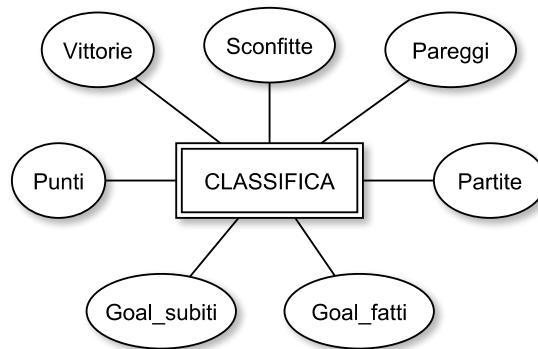 Vittorie
Sconfitte
Pareggi
Punti
CLASSIFICA
Partite
Goal_subiti
Goal_fatti